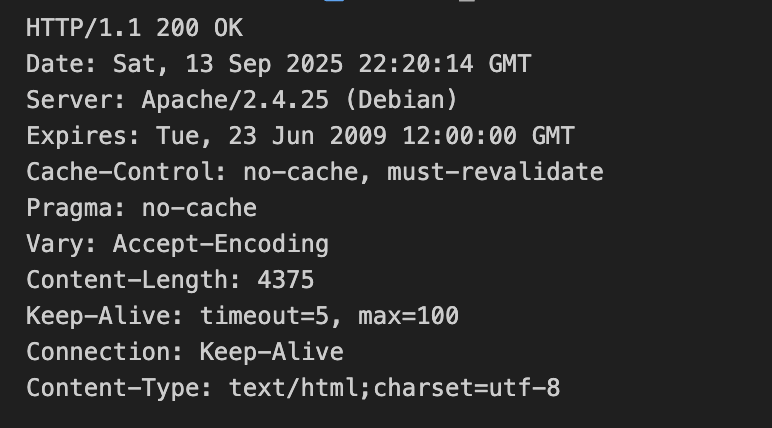 HTTP/1.1 200 OK
Date: Sat, 13 Sep 2025 22:20:14 GMT
Server: Apache/2.4.25 (Debian)
Expires: Tue, 23 Jun 2009 12:00:00 GMT
Cache-Control: no-cache, must-revalidate
Pragma: no-cache
Vary: Accept-Encoding
Content-Length: 4375
Keep-Alive: timeout=5, max=100
Connection: Keep-Alive
Content-Type: text/html;charset=utf-8